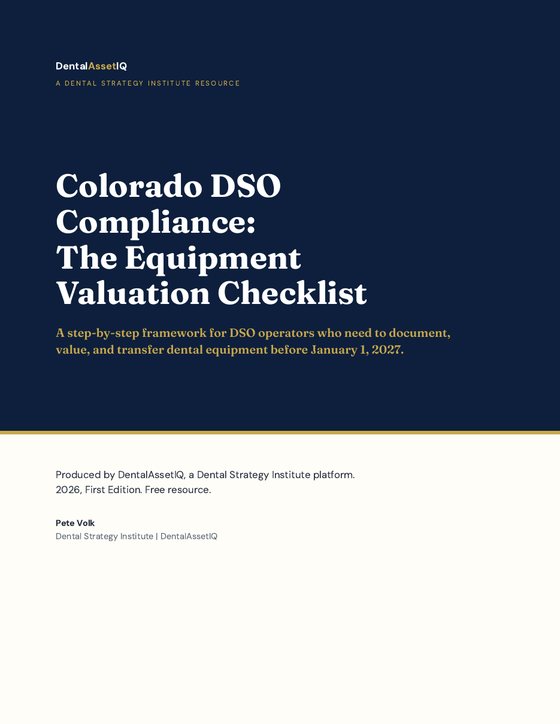 DentalAssetIQ
A DENTAL STRATEGY INSTITUTE RESOURCE
Colorado DSO
Compliance:
The Equipment
Valuation Checklist
A step-by-step framework for DSO operators who need to document,
value, and transfer dental equipment before January 1, 2027.
Produced by DentalAssetIQ, a Dental Strategy Institute platform.
2026, First Edition. Free resource.
Pete Volk
Dental Strategy Institute | DentalAssetIQ